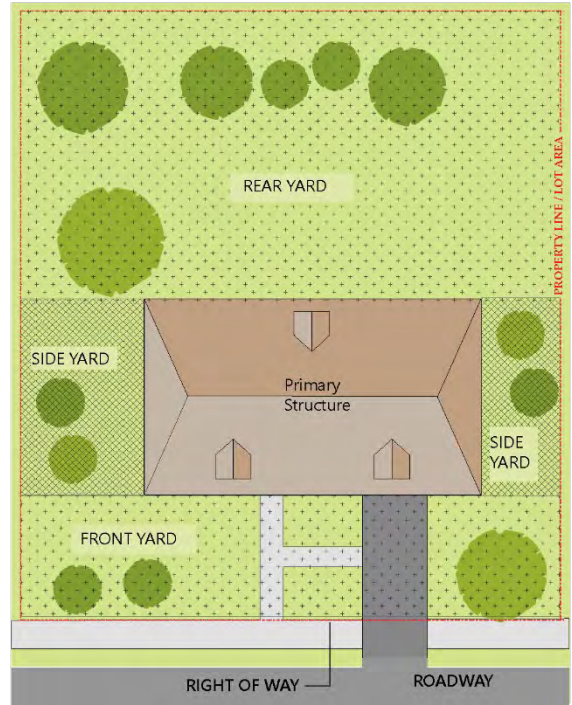 REAR YARD
PROPERTY LINE / LOT AREA
SIDE YARD
Primary
Structure
SIDE
YARD
FRONT YARD
RIGHT OF WAY
ROADWAY